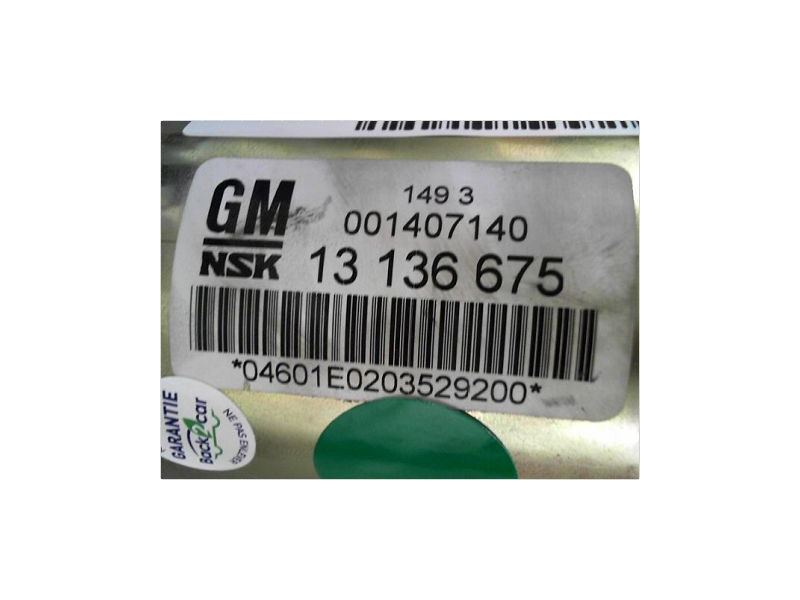 GM
149 3
001407140
NSK 13 136 675
*04601E0203529200*
GARANTIE
Back2car
NE PAS ENLEVER